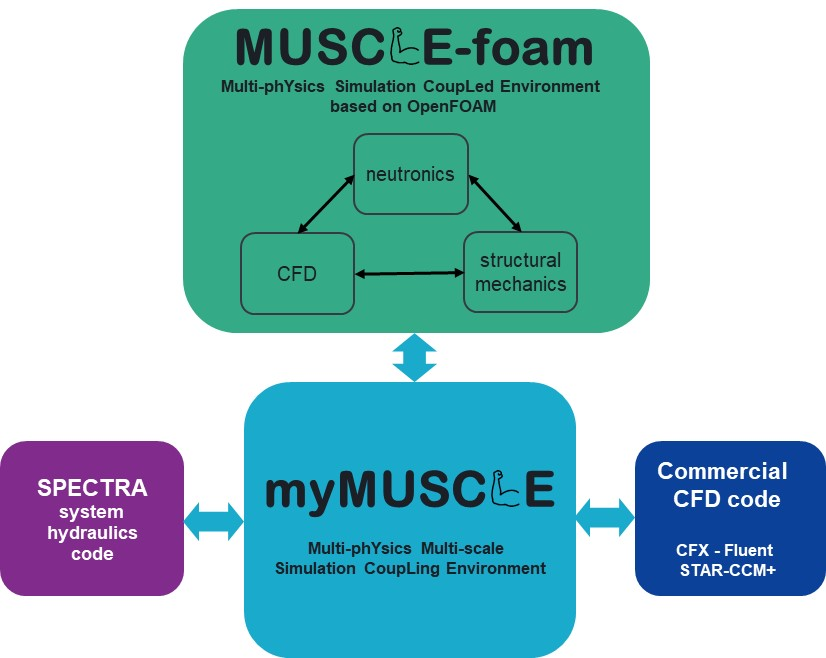 MUSCLE-foam
Multi-phYsics Simulation CoupLed Environment
based on OpenFOAM
neutronics
CFD
structural
mechanics
SPECTRA
system
hydraulics
code
myMUSCLE
Multi-phYsics Multi-scale
Simulation CoupLing Environment
Commercial
CFD code
CFX - Fluent
STAR-CCM+